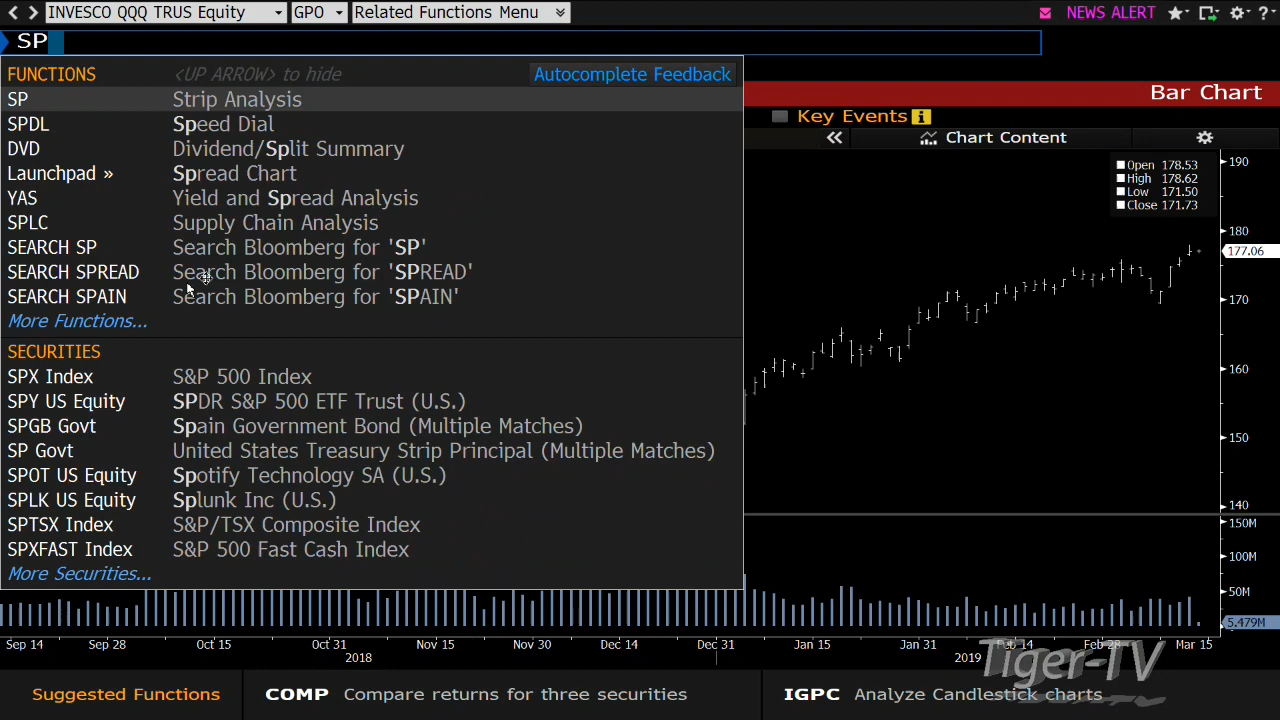 INVESCO QQQ TRUS Equity GPO Related Functions Menu NEWS ALERT ?
SP
FUNCTIONS <UP ARROW> to hide Autocomplete Feedback
SP Strip Analysis
SPDL Speed Dial
DVD Dividend/Split Summary
Launchpad » Spread Chart
YAS Yield and Spread Analysis
SPLC Supply Chain Analysis
SEARCH SP Search Bloomberg for 'SP'
SEARCH SPREAD Search Bloomberg for 'SPREAD'
SEARCH SPAIN Search Bloomberg for 'SPAIN'
More Functions...
SECURITIES
SPX Index S&P 500 Index
SPY US Equity SPDR S&P 500 ETF Trust (U.S.)
SPGB Govt Spain Government Bond (Multiple Matches)
SP Govt United States Treasury Strip Principal (Multiple Matches)
SPOT US Equity Spotify Technology SA (U.S.)
SPLK US Equity Splunk Inc (U.S.)
SPTSX Index S&P/TSX Composite Index
SPXFAST Index S&P 500 Fast Cash Index
More Securities...
Bar Chart
Key Events i
« Chart Content
Open 178.53
High 178.62
Low 171.50
Close 171.73
190
180
177.06
170
160
150
140
150M
100M
50M
5.479M
Sep 14 Sep 28 Oct 15 Oct 31 Nov 15 Nov 30 Dec 14 Dec 31 Jan 15 Jan 31 Feb 14 Feb 28 Mar 15
2018 2019
Tiger-TV
Suggested Functions COMP Compare returns for three securities IGPC Analyze Candlestick charts